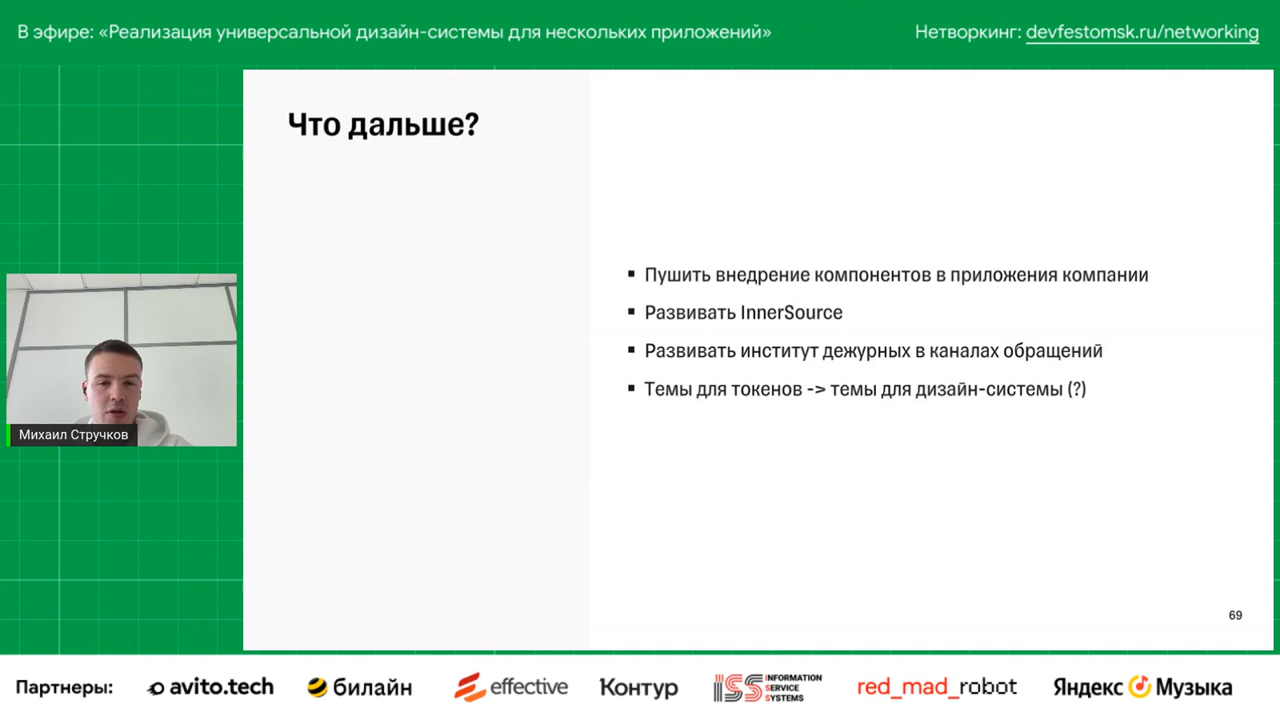 В эфире: «Реализация универсальной дизайн-системы для нескольких приложений»
Нетворкинг: devfestomsk.ru/networking
Что дальше?
▪ Пушить внедрение компонентов в приложения компании
▪ Развивать InnerSource
▪ Развивать институт дежурных в каналах обращений
▪ Темы для токенов -> темы для дизайн-системы (?)
Михаил Стручков
69
Партнеры: avito.tech билайн effective Контур ISS INFORMATION SERVICE SYSTEMS red_mad_robot Яндекс Музыка